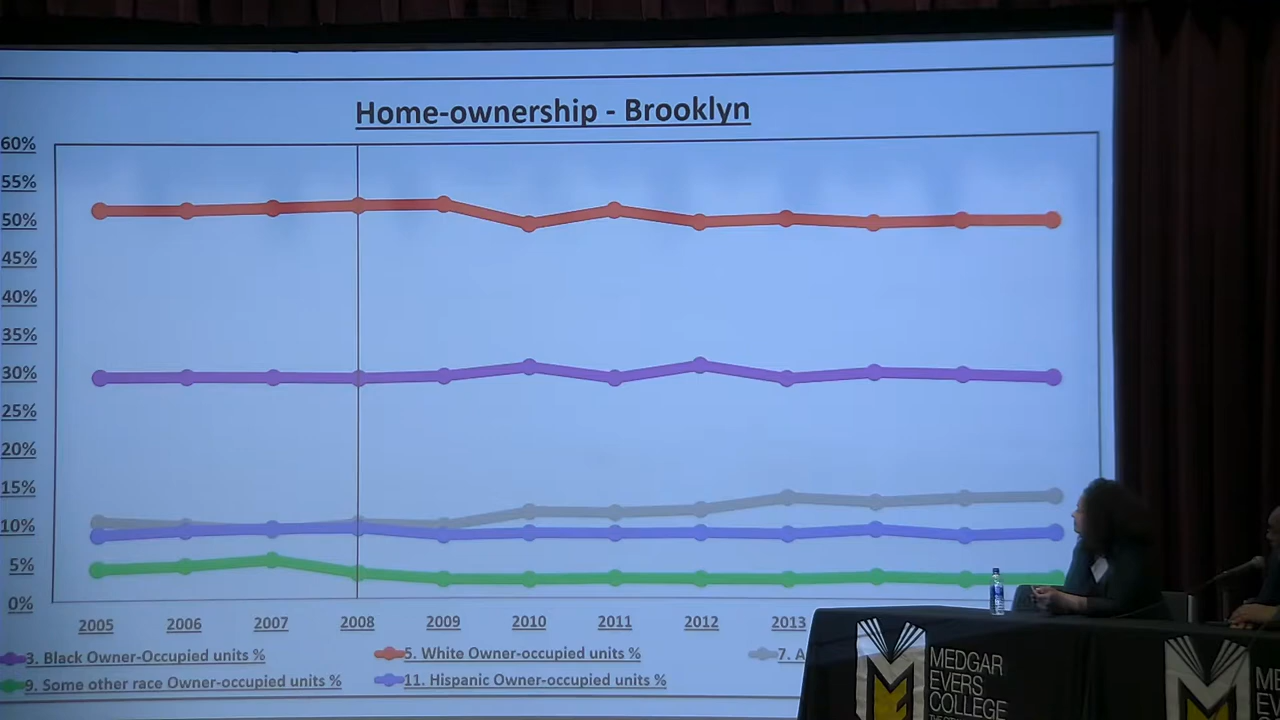 Home-ownership - Brooklyn
60%
55%
50%
45%
40%
35%
30%
25%
20%
15%
10%
5%
0%
2005 2006 2007 2008 2009 2010 2011 2012 2013
3. Black Owner-Occupied units % 5. White Owner-occupied units % 7. A
9. Some other race Owner-occupied units % 11. Hispanic Owner-occupied units %
MEDGAR
EVERS
COLLEGE
ME
EV